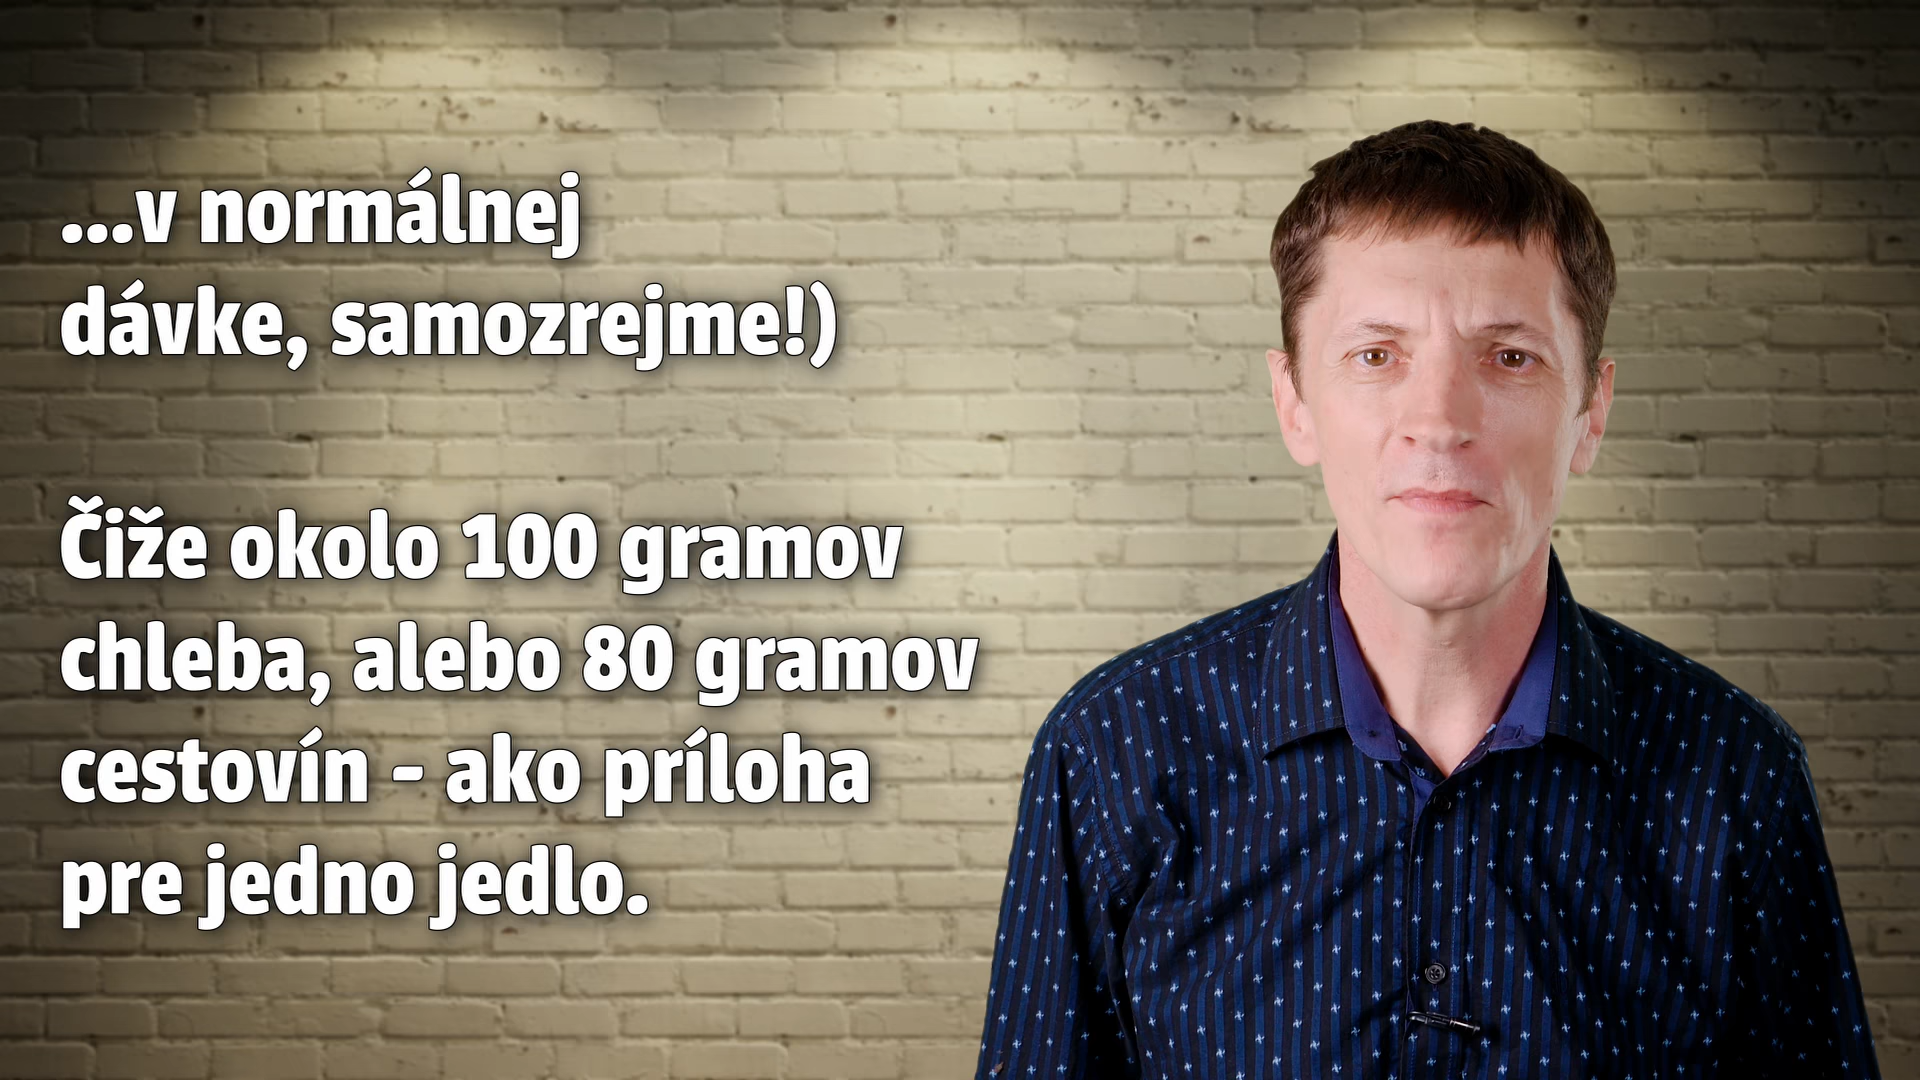 ...v normálnej
dávke, samozrejme!)
Čiže okolo 100 gramov
chleba, alebo 80 gramov
cestovín - ako príloha
pre jedno jedlo.